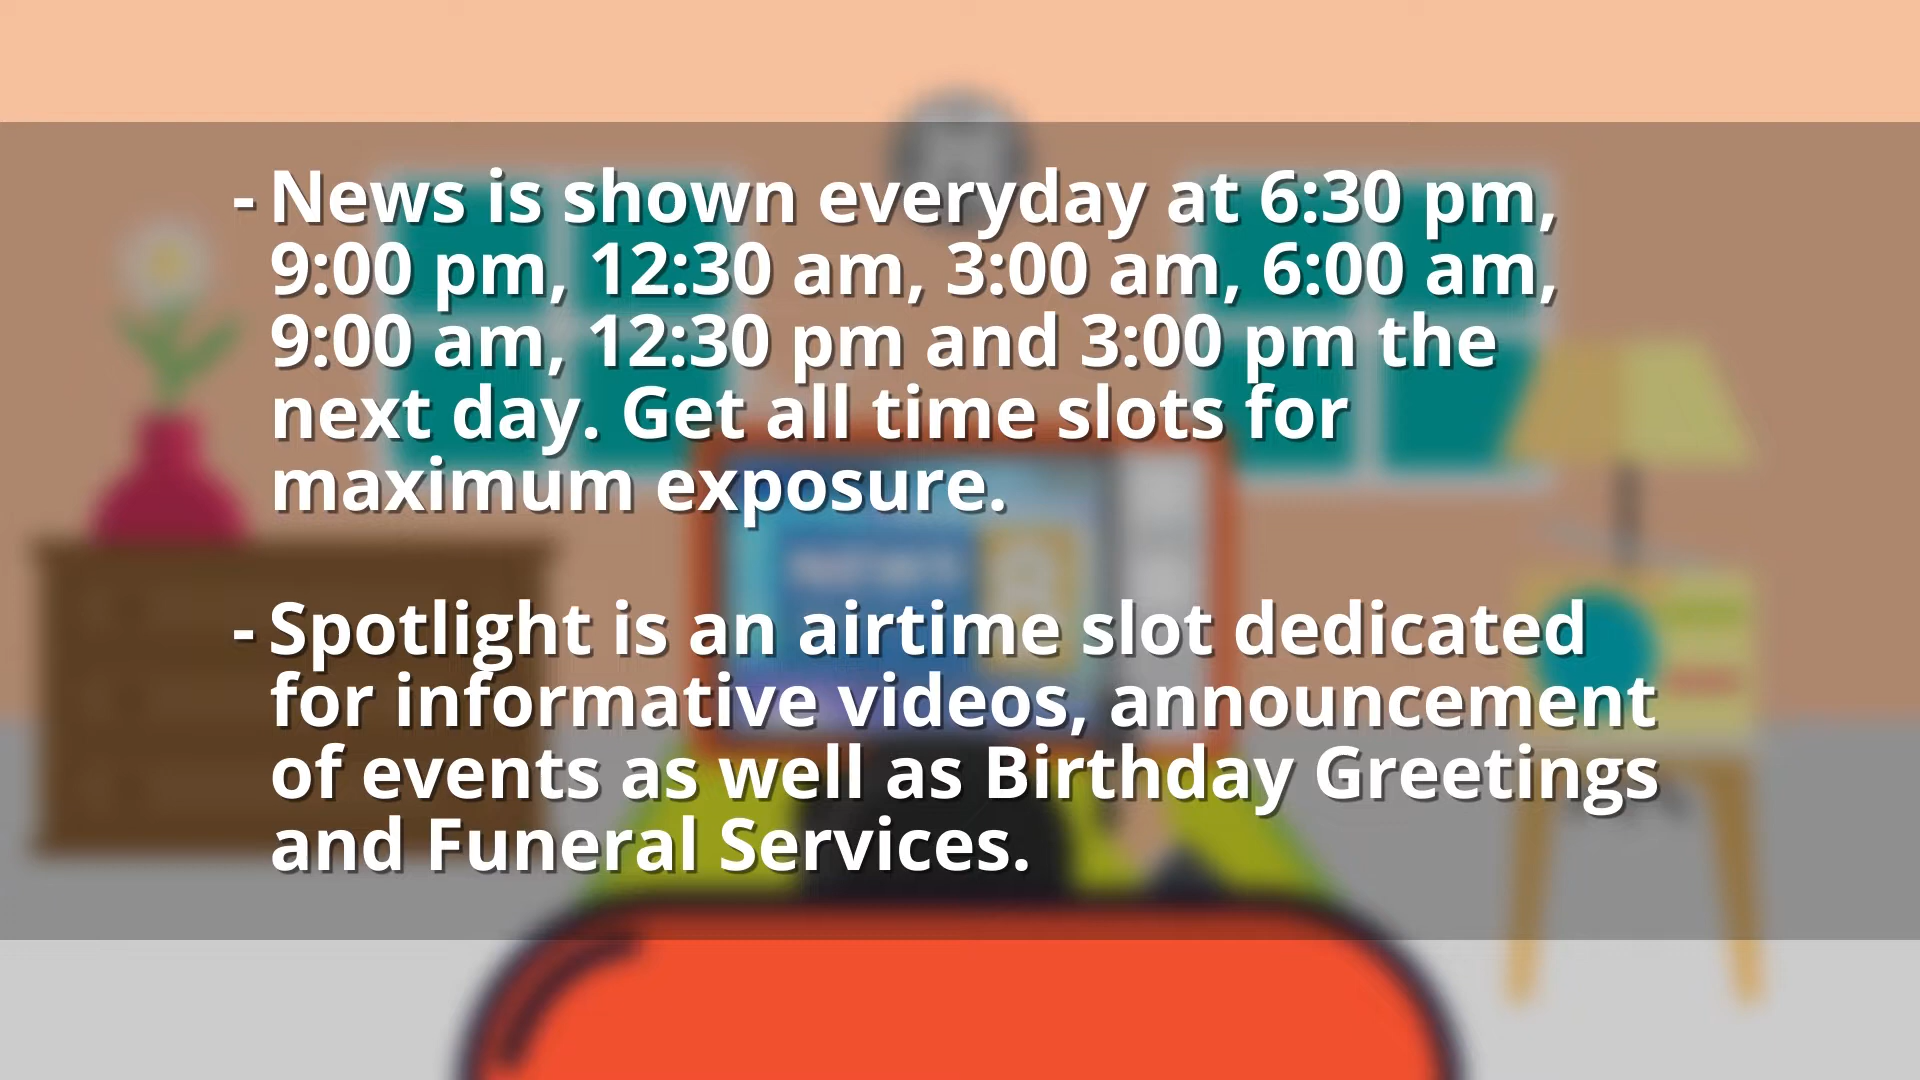 - News is shown everyday at 6:30 pm,
9:00 pm, 12:30 am, 3:00 am, 6:00 am,
9:00 am, 12:30 pm and 3:00 pm the
next day. Get all time slots for
maximum exposure.
- Spotlight is an airtime slot dedicated
for informative videos, announcement
of events as well as Birthday Greetings
and Funeral Services.